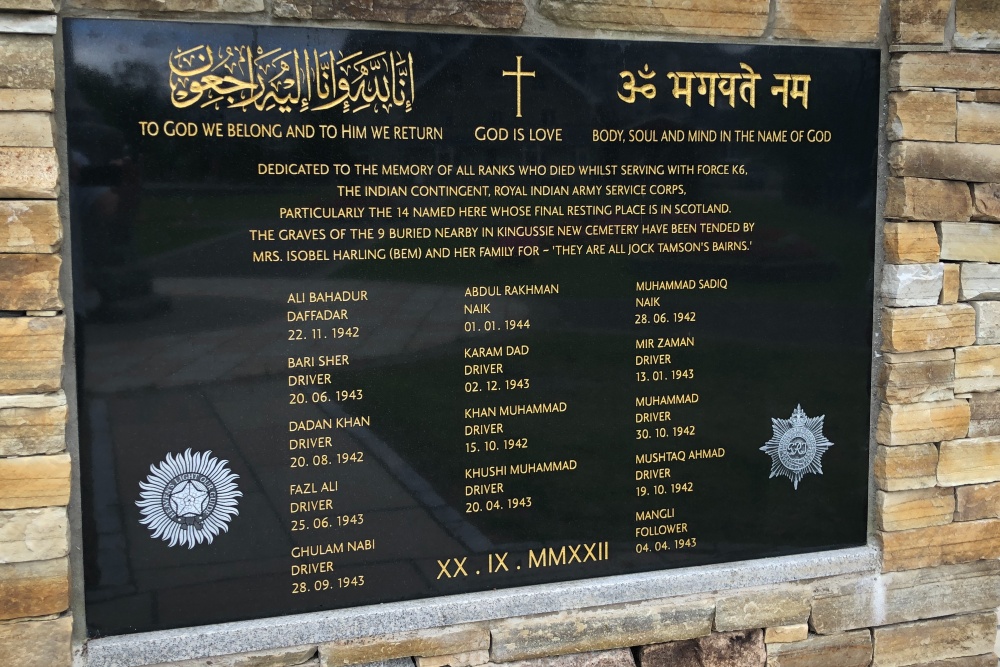 إنا لله وإنا إليه راجعون
TO GOD WE BELONG AND TO HIM WE RETURN
GOD IS LOVE
ॐ भगवते नम
BODY, SOUL AND MIND IN THE NAME OF GOD
DEDICATED TO THE MEMORY OF ALL RANKS WHO DIED WHILST SERVING WITH FORCE K6,
THE INDIAN CONTINGENT, ROYAL INDIAN ARMY SERVICE CORPS,
PARTICULARLY THE 14 NAMED HERE WHOSE FINAL RESTING PLACE IS IN SCOTLAND.
THE GRAVES OF THE 9 BURIED NEARBY IN KINGUSSIE NEW CEMETERY HAVE BEEN TENDED BY
MRS. ISOBEL HARLING (BEM) AND HER FAMILY FOR – 'THEY ARE ALL JOCK TAMSON'S BAIRNS.'
ALI BAHADUR
DAFFADAR
22. 11. 1942
BARI SHER
DRIVER
20. 06. 1943
DADAN KHAN
DRIVER
20. 08. 1942
FAZL ALI
DRIVER
25. 06. 1943
GHULAM NABI
DRIVER
28. 09. 1943
ABDUL RAKHMAN
NAIK
01. 01. 1944
KARAM DAD
DRIVER
02. 12. 1943
KHAN MUHAMMAD
DRIVER
15. 10. 1942
KHUSHI MUHAMMAD
DRIVER
20. 04. 1943
MUHAMMAD SADIQ
NAIK
28. 06. 1942
MIR ZAMAN
DRIVER
13. 01. 1943
MUHAMMAD
DRIVER
30. 10. 1942
MUSHTAQ AHMAD
DRIVER
19. 10. 1942
MANGLI
FOLLOWER
04. 04. 1943
XX . IX . MMXXII